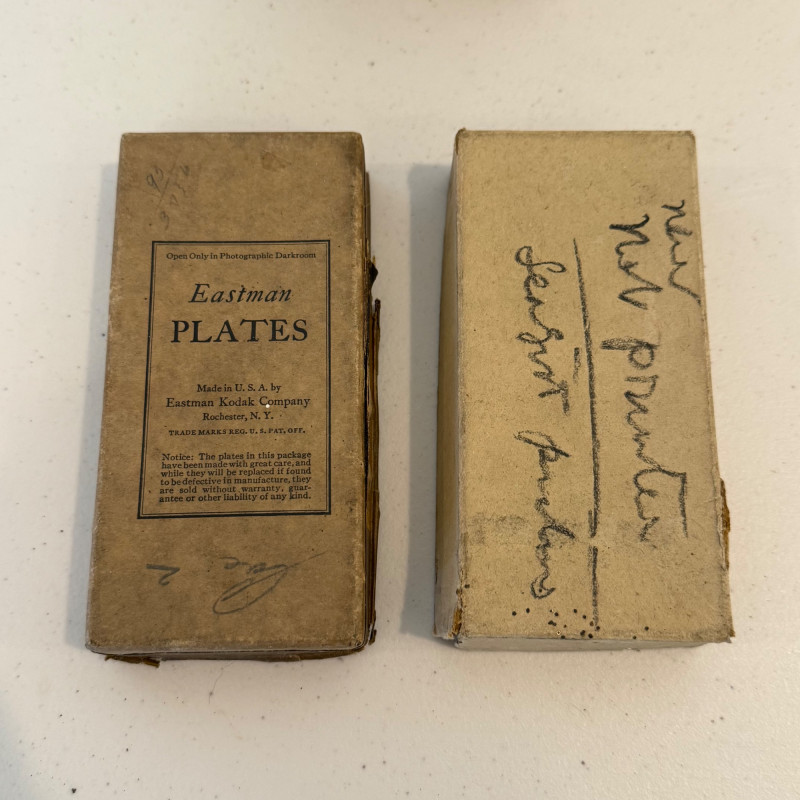 Open Only in Photographic Darkroom
Eastman
PLATES
Made in U. S. A. by
Eastman Kodak Company
Rochester, N. Y.
TRADE MARKS REG. U. S. PAT. OFF.
Notice: The plates in this package
have been made with great care, and
while they will be replaced if found
to be defective in manufacture, they
are sold without warranty, guar-
antee or other liability of any kind.
new
Not